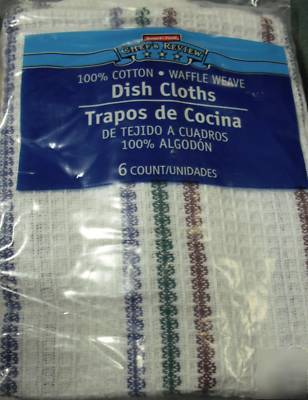 CHEF'S REVIEW
100% COTTON • WAFFLE WEAVE
Dish Cloths
Trapos de Cocina
DE TEJIDO A CUADROS
100% ALGODÓN
6 COUNT/UNIDADES